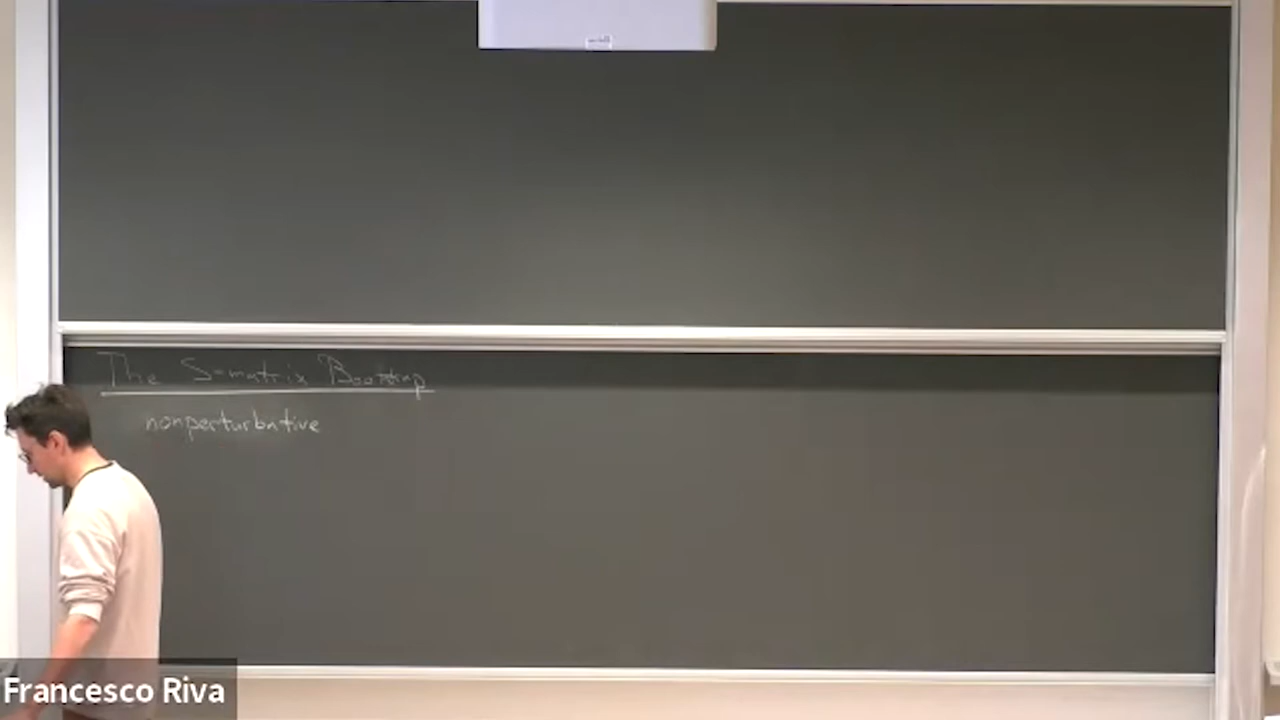 The S-matrix Bootstrap
nonperturbative
Francesco Riva